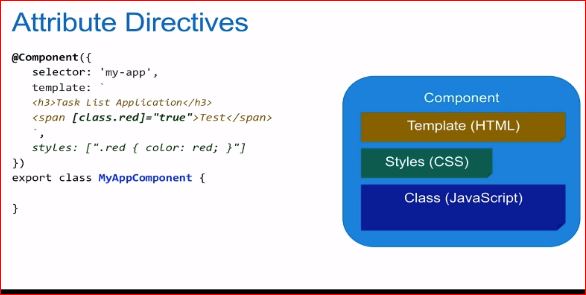 Attribute Directives
@Component({
selector: 'my-app',
template: `
<h3>Task List Application</h3>
<span [class.red]="true">Test</span>
`,
styles: [".red { color: red; }"]
})
export class MyAppComponent {
}
Component
Template (HTML)
Styles (CSS)
Class (JavaScript)